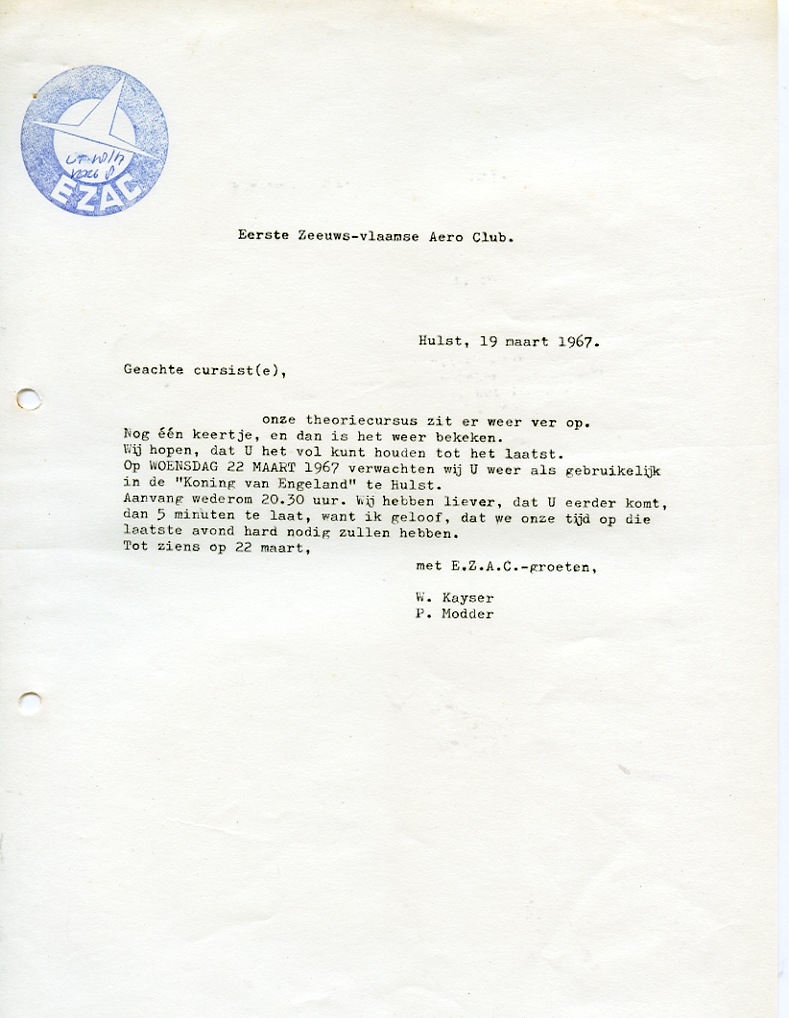 EZAC
Eerste Zeeuws-vlaamse Aero Club.
Hulst, 19 maart 1967.
Geachte cursist(e),
onze theoriecursus zit er weer ver op.
Nog één keertje, en dan is het weer bekeken.
Wij hopen, dat U het vol kunt houden tot het laatst.
Op WOENSDAG 22 MAART 1967 verwachten wij U weer als gebruikelijk
in de "Koning van Engeland" te Hulst.
Aanvang wederom 20.30 uur. Wij hebben liever, dat U eerder komt,
dan 5 minuten te laat, want ik geloof, dat we onze tijd op die
laatste avond hard nodig zullen hebben.
Tot ziens op 22 maart,
met E.Z.A.C.-groeten,
W. Kayser
P. Modder